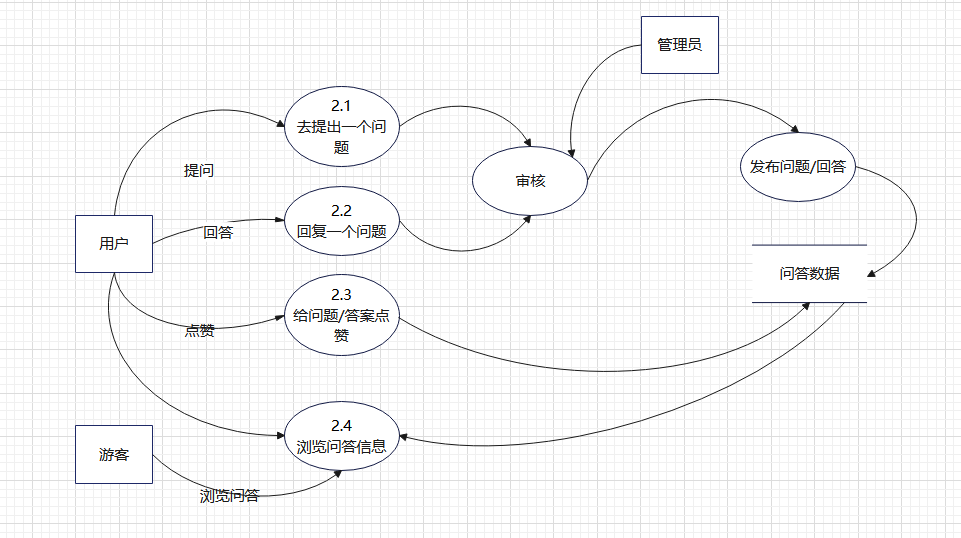 管理员
2.1
去提出一个问
题
提问
审核
发布问题/回答
用户
2.2
回复一个问题
回答
问答数据
2.3
给问题/答案点
赞
点赞
2.4
浏览问答信息
游客
浏览问答